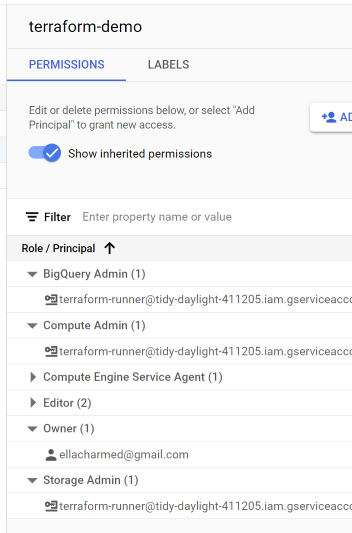 terraform-demo
PERMISSIONS LABELS
Edit or delete permissions below, or select "Add
Principal" to grant new access.
AD
Show inherited permissions
Filter Enter property name or value
Role / Principal
BigQuery Admin (1)
terraform-runner@tidy-daylight-411205.iam.gserviceacco
Compute Admin (1)
terraform-runner@tidy-daylight-411205.iam.gserviceacco
Compute Engine Service Agent (1)
Editor (2)
Owner (1)
ellacharmed@gmail.com
Storage Admin (1)
terraform-runner@tidy-daylight-411205.iam.gserviceacco